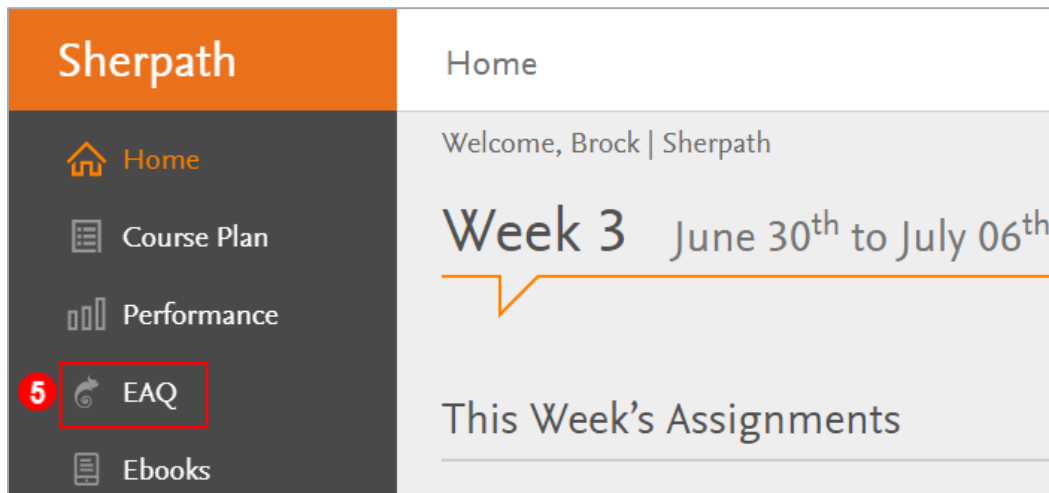 Sherpath
Home
Home
Course Plan
Performance
5 EAQ
Ebooks
Welcome, Brock | Sherpath
Week 3 June 30th to July 06th
This Week’s Assignments